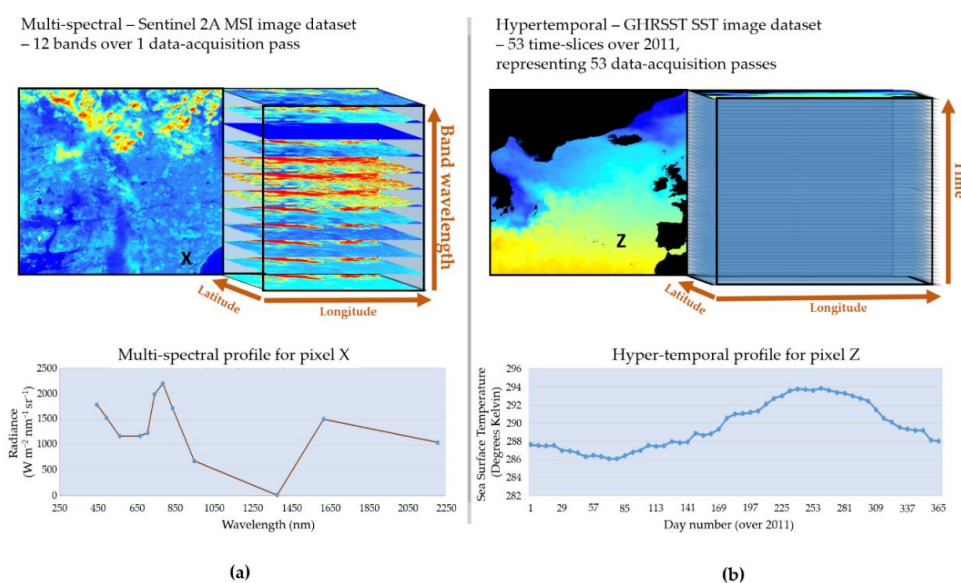 Multi-spectral – Sentinel 2A MSI image dataset
– 12 bands over 1 data-acquisition pass
X
Band wavelength
Latitude
Longitude
Multi-spectral profile for pixel X
Radiance
(W m⁻² nm⁻¹ sr⁻¹)
2500
2000
1500
1000
500
0
250 450 650 850 1050 1250 1450 1650 1850 2050 2250
Wavelength (nm)
(a)
Hypertemporal – GHRSST SST image dataset
– 53 time-slices over 2011,
representing 53 data-acquisition passes
Z
Time
Latitude
Longitude
Hyper-temporal profile for pixel Z
Sea Surface Temperature
(Degrees Kelvin)
296
294
292
290
288
286
284
282
1 29 57 85 113 141 169 197 225 253 281 309 337 365
Day number (over 2011)
(b)